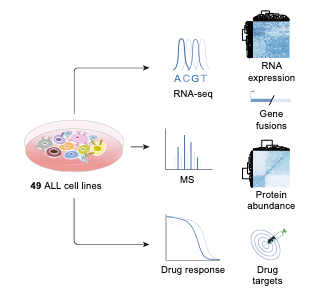 ACGT
RNA-seq
RNA
expression
Gene
fusions
49 ALL cell lines
MS
Protein
abundance
Drug response
Drug
targets